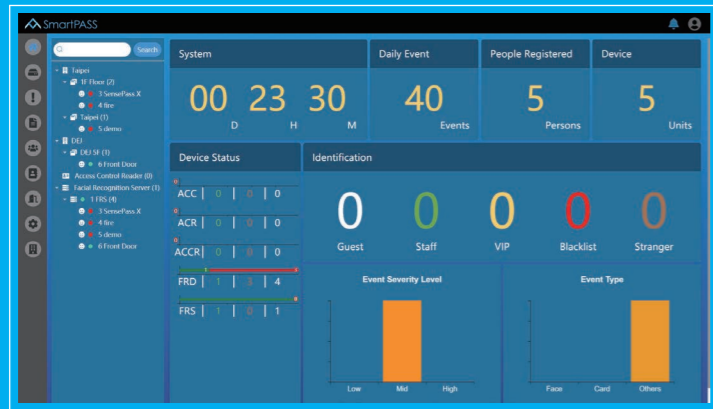 SmartPASS
Search
Taipei
1F Floor (2)
3 SensePass X
4 fire
Taipei (1)
5 demo
DEJ
DEJ 5F (1)
6 Front Door
Access Control Reader (0)
Facial Recognition Server (1)
1 FRS (4)
3 SensePass X
4 fire
5 demo
6 Front Door
System
00 D 23 H 30 M
Daily Event
40
Events
People Registered
5
Persons
Device
5
Units
Device Status
ACC | 0 | 0 | 0
ACR | 0 | 0 | 0
ACCR | 0 | 0 | 0
FRD | 1 | 3 | 4
FRS | 1 | 0 | 1
Identification
0 0 0 0 0
Guest Staff VIP Blacklist Stranger
Event Severity Level
Low Mid High
Event Type
Face Card Others